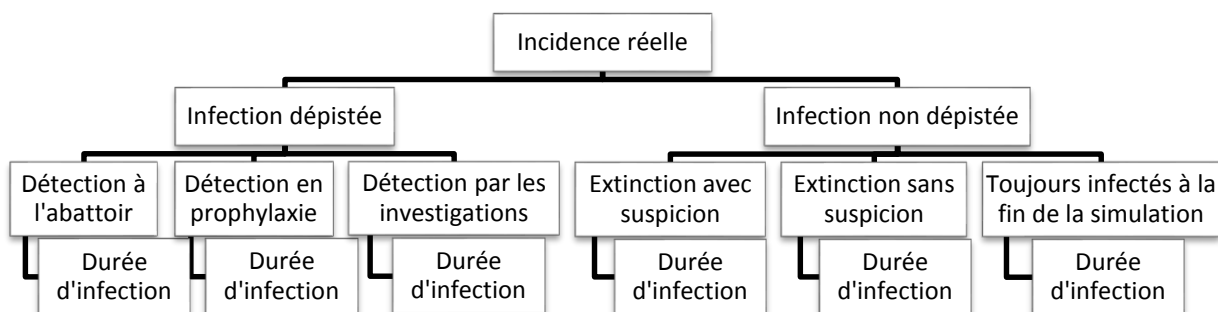 Incidence réelle
Infection dépistée
Infection non dépistée
Détection à
l'abattoir
Détection en
prophylaxie
Détection par les
investigations
Extinction avec
suspicion
Extinction sans
suspicion
Toujours infectés à la
fin de la simulation
Durée
d'infection
Durée
d'infection
Durée
d'infection
Durée
d'infection
Durée
d'infection
Durée
d'infection